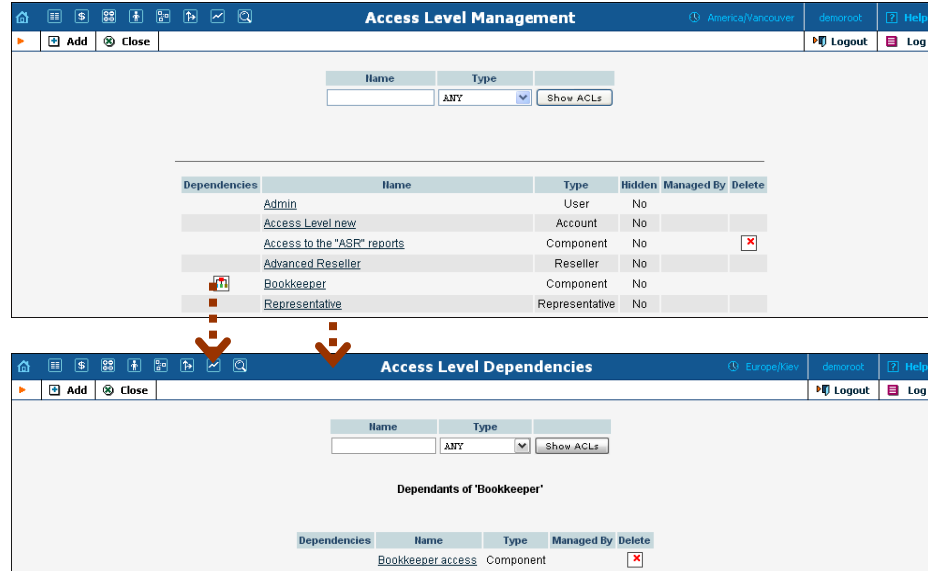 Access Level Management America/Vancouver demoroot ? Help
Add Close Logout Log
Name Type
ANY Show ACLs
Dependencies Name Type Hidden Managed By Delete
Admin User No
Access Level new Account No
Access to the "ASR" reports Component No
Advanced Reseller Reseller No
Bookkeeper Component No
Representative Representative No
Access Level Dependencies Europe/Kiev demoroot ? Help
Add Close Logout Log
Name Type
ANY Show ACLs
Dependants of 'Bookkeeper'
Dependencies Name Type Managed By Delete
Bookkeeper access Component